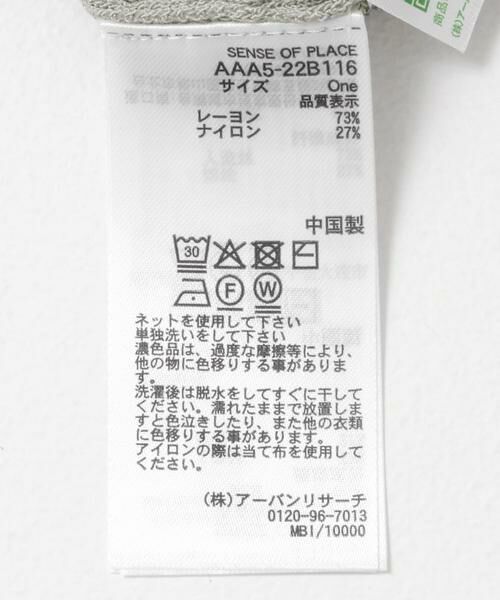 SENSE OF PLACE
AAA5-22B116
サイズ One
品質表示
レーヨン 73%
ナイロン 27%
中国製
30
F W
ネットを使用して下さい
単独洗いをして下さい
濃色品は、過度な摩擦等により、
他の物に色移りする事がありま
す。
洗濯後は脱水をしてすぐに干して
ください。濡れたままで放置しま
すと色泣きしたり、また他の衣類
に色移りする事があります。
アイロンの際は当て布を使用して
ください。
(株)アーバンリサーチ
0120-96-7013
MBI/10000
商品
(株)アー